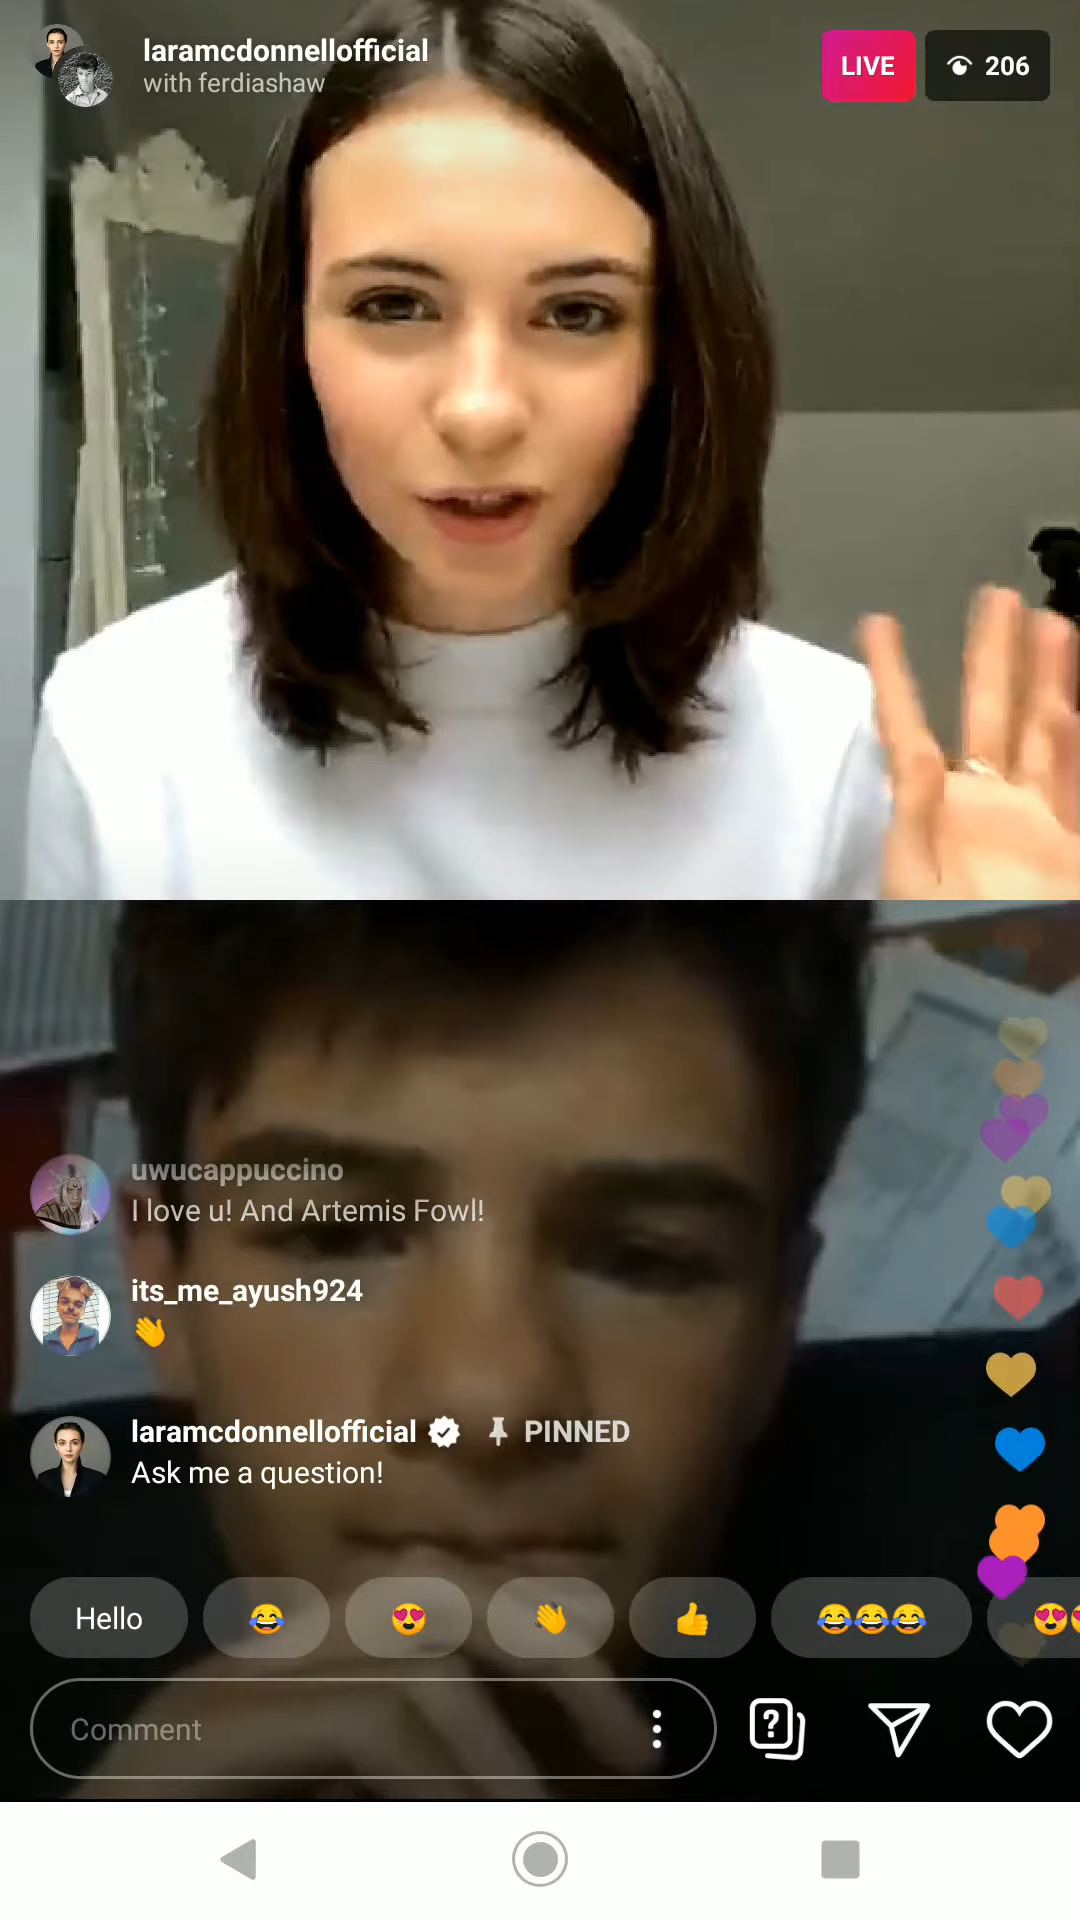 laramcdonnellofficial
with ferdiashaw
LIVE
206
uwucappuccino
I love u! And Artemis Fowl!
its_me_ayush924
👋
laramcdonnellofficial PINNED
Ask me a question!
Hello 😂 😍 👋 👍 😂😂😂 😍
Comment